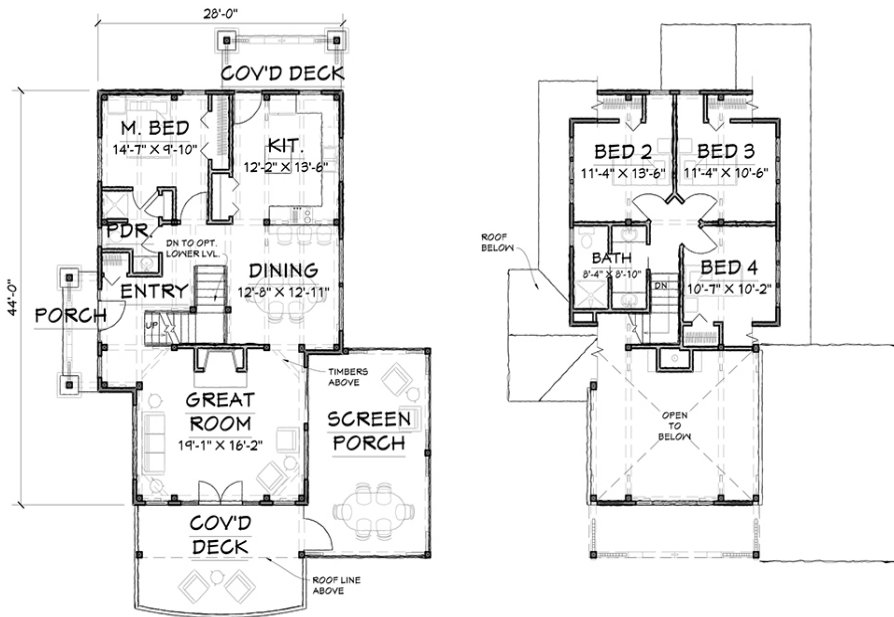 28'-0"
COV'D DECK
M. BED
14'-7" X 9'-10"
KIT.
12'-2" X 13'-6"
PDR.
DN TO OPT.
LOWER LVL.
DINING
12'-8" X 12'-11"
ENTRY
PORCH
UP
44'-0"
TIMBERS
ABOVE
GREAT
ROOM
19'-1" X 16'-2"
SCREEN
PORCH
COV'D
DECK
ROOF LINE
ABOVE
BED 2
11'-4" X 13'-6"
BED 3
11'-4" X 10'-6"
ROOF
BELOW
BATH
8'-4" X 8'-10"
BED 4
10'-7" X 10'-2"
DN
OPEN
TO
BELOW